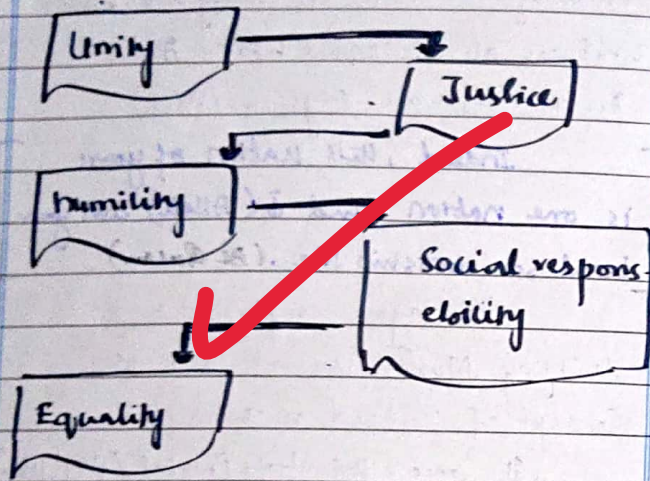 Unity
Justice
humility
Social respons-
ebility
Equality